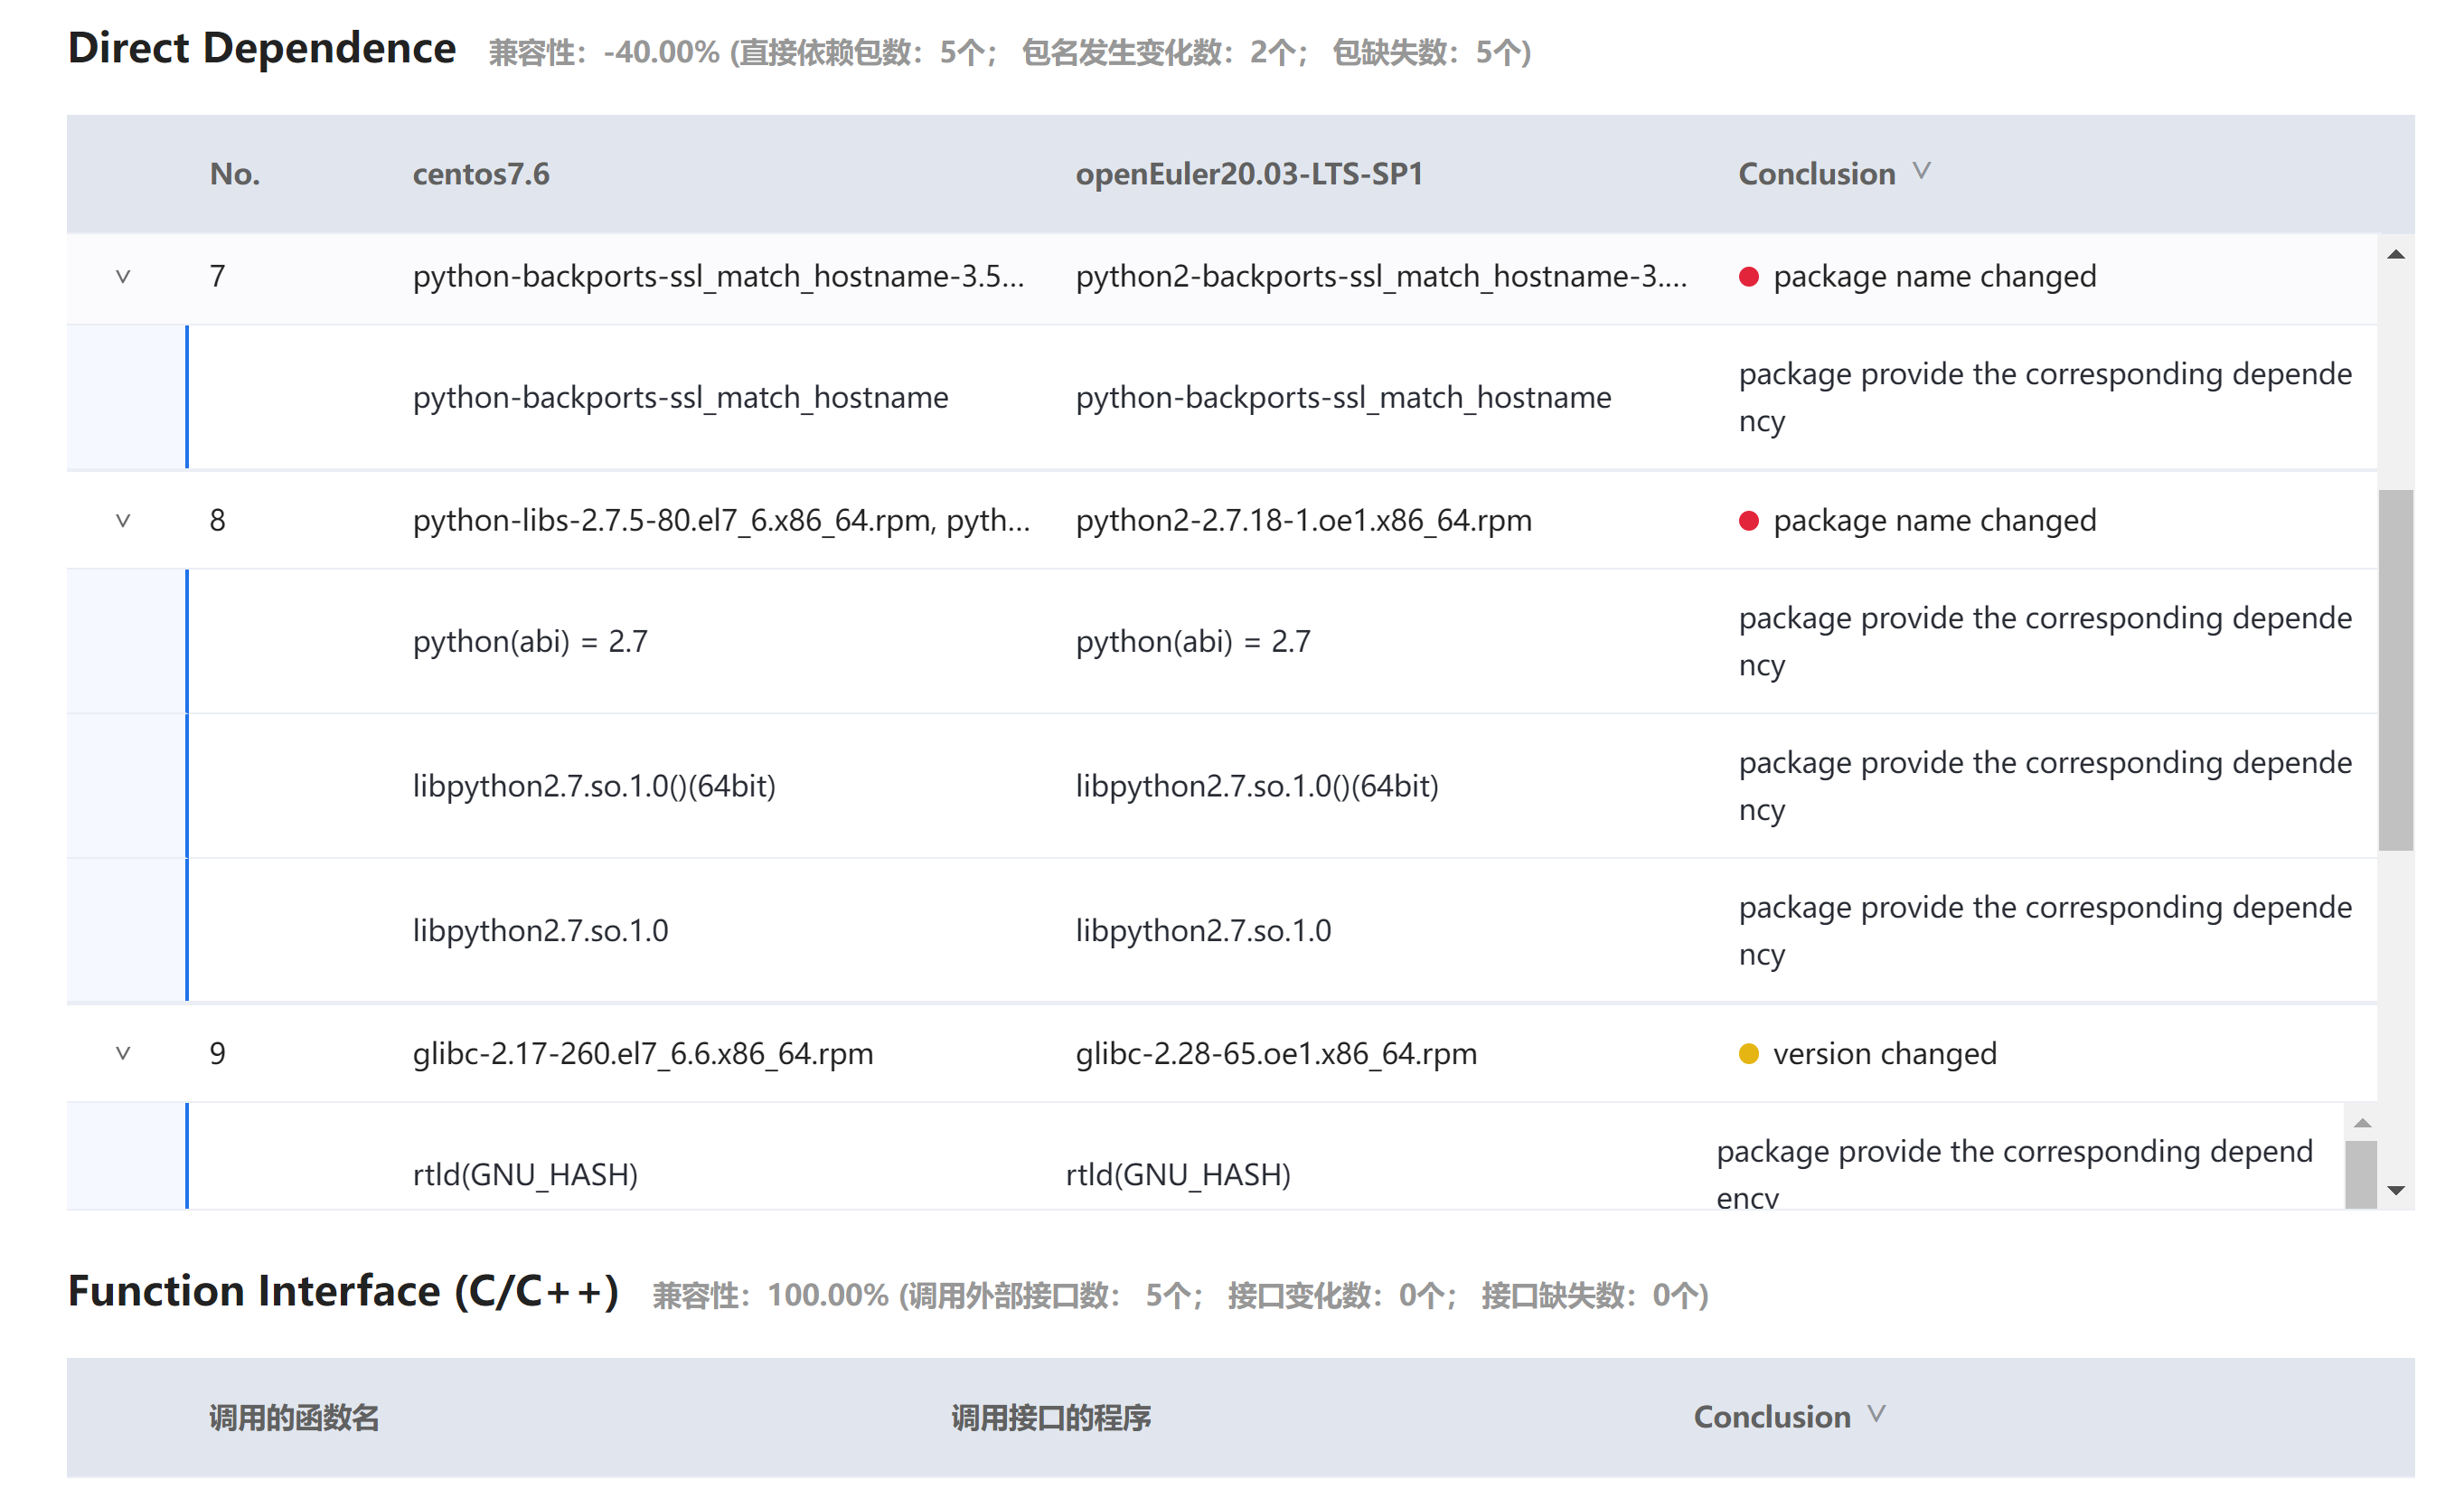 Direct Dependence 兼容性：-40.00% (直接依赖包数：5个； 包名发生变化数：2个； 包缺失数：5个)
No. centos7.6 openEuler20.03-LTS-SP1 Conclusion
7 python-backports-ssl_match_hostname-3.5... python2-backports-ssl_match_hostname-3.... package name changed
python-backports-ssl_match_hostname python-backports-ssl_match_hostname package provide the corresponding depende
ncy
8 python-libs-2.7.5-80.el7_6.x86_64.rpm, pyth... python2-2.7.18-1.oe1.x86_64.rpm package name changed
python(abi) = 2.7 python(abi) = 2.7 package provide the corresponding depende
ncy
libpython2.7.so.1.0()(64bit) libpython2.7.so.1.0()(64bit) package provide the corresponding depende
ncy
libpython2.7.so.1.0 libpython2.7.so.1.0 package provide the corresponding depende
ncy
9 glibc-2.17-260.el7_6.6.x86_64.rpm glibc-2.28-65.oe1.x86_64.rpm version changed
rtld(GNU_HASH) rtld(GNU_HASH) package provide the corresponding depend
ency
Function Interface (C/C++) 兼容性：100.00% (调用外部接口数： 5个； 接口变化数：0个； 接口缺失数：0个)
调用的函数名 调用接口的程序 Conclusion